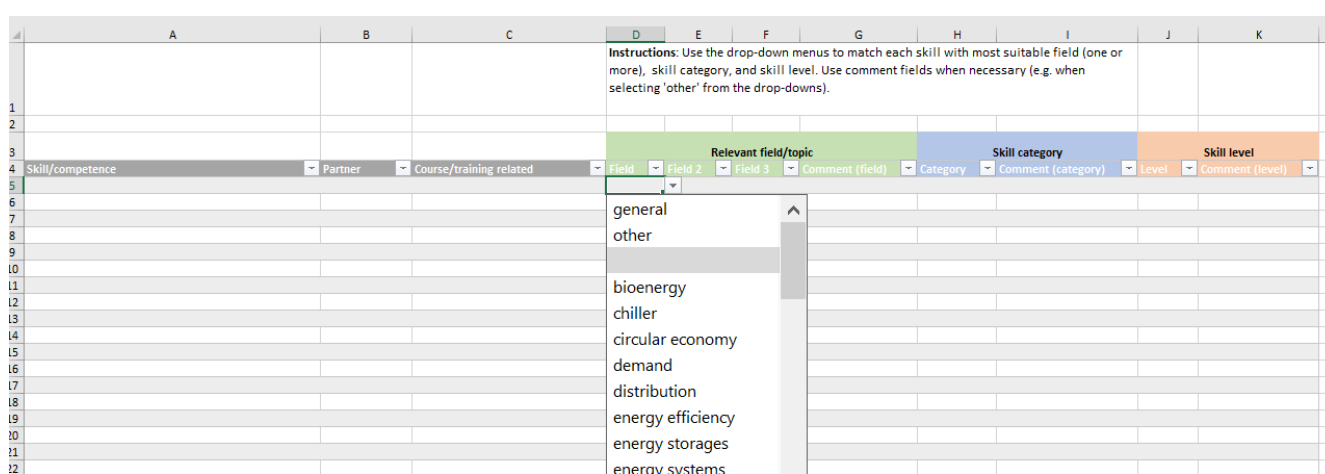 A B C D E F G H I J K
Instructions: Use the drop-down menus to match each skill with most suitable field (one or
more),  skill category, and skill level. Use comment fields when necessary (e.g. when
selecting 'other' from the drop-downs).
1
2
3 Relevant field/topic Skill category Skill level
4 Skill/competence Partner Course/training related Field Field 2 Field 3 Comment (field) Category Comment (category) Level Comment (level)
5
6 general
7
8 other
9
10
11 bioenergy
12
13 chiller
14 circular economy
15
16 demand
17
18 distribution
19 energy efficiency
20
21 energy storages
22 energy systems